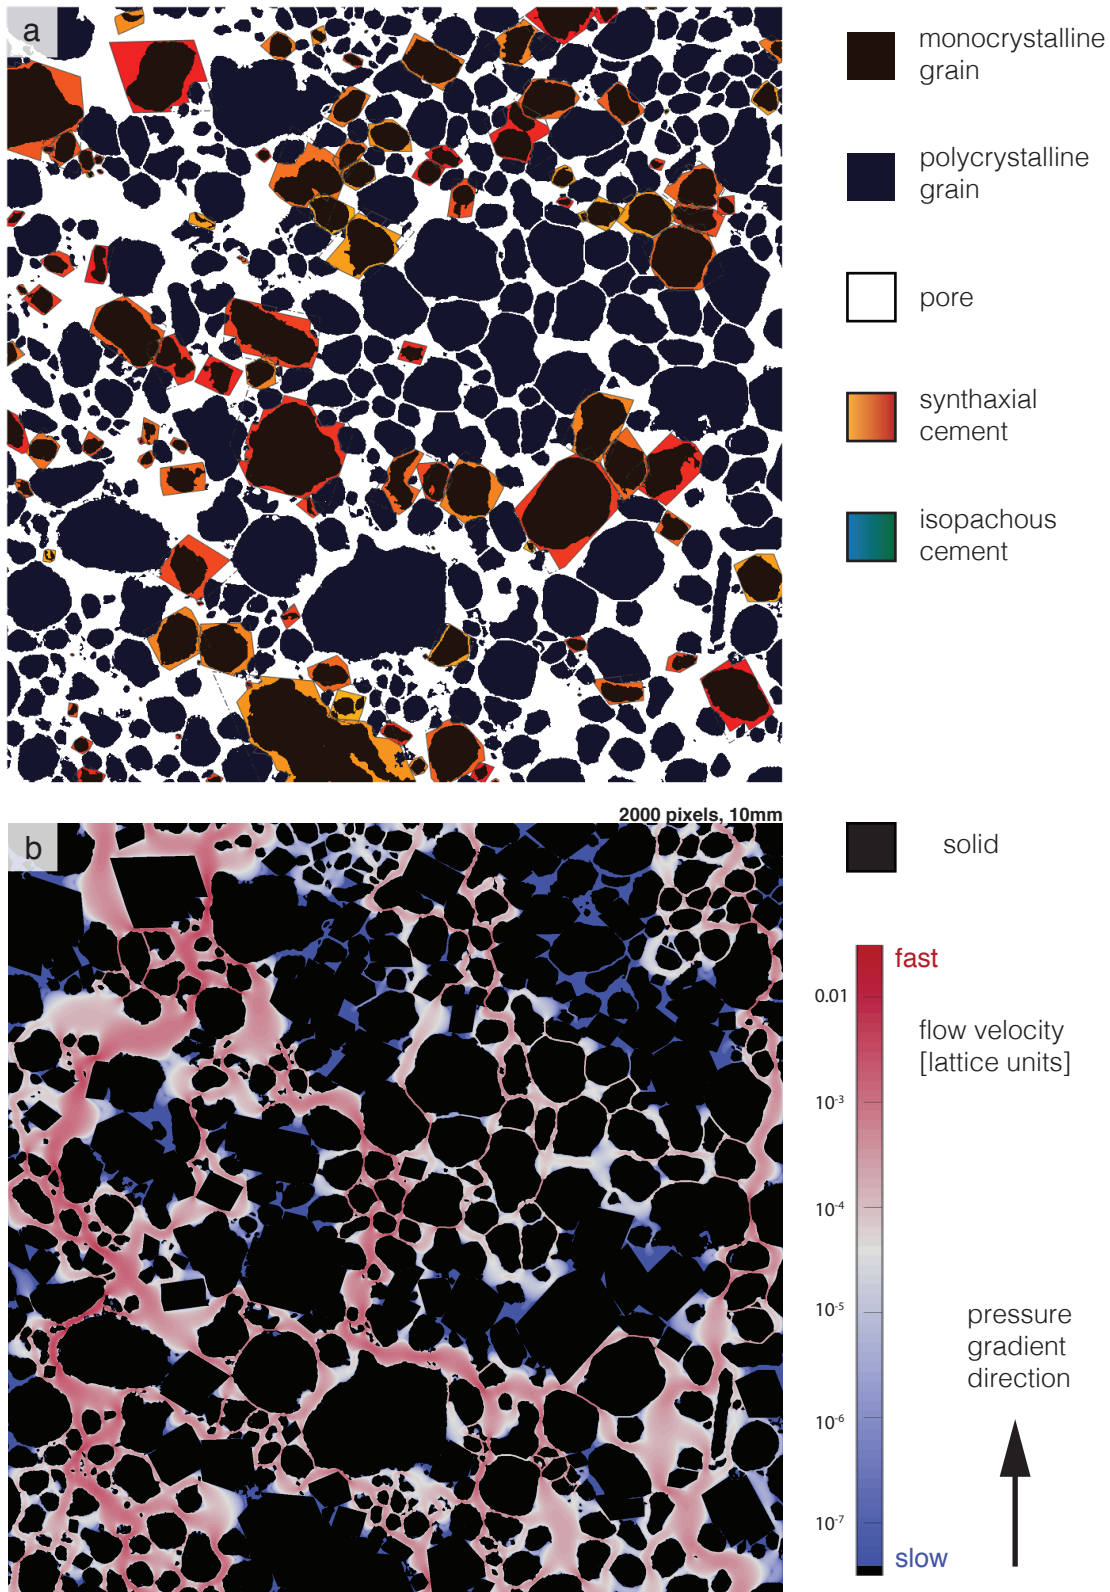 a
monocrystalline
grain
polycrystalline
grain
pore
synthaxial
cement
isopachous
cement
2000 pixels, 10mm
b
solid
fast
0.01
flow velocity
[lattice units]
10-3
10-4
10-5
pressure
gradient
direction
10-6
10-7
slow